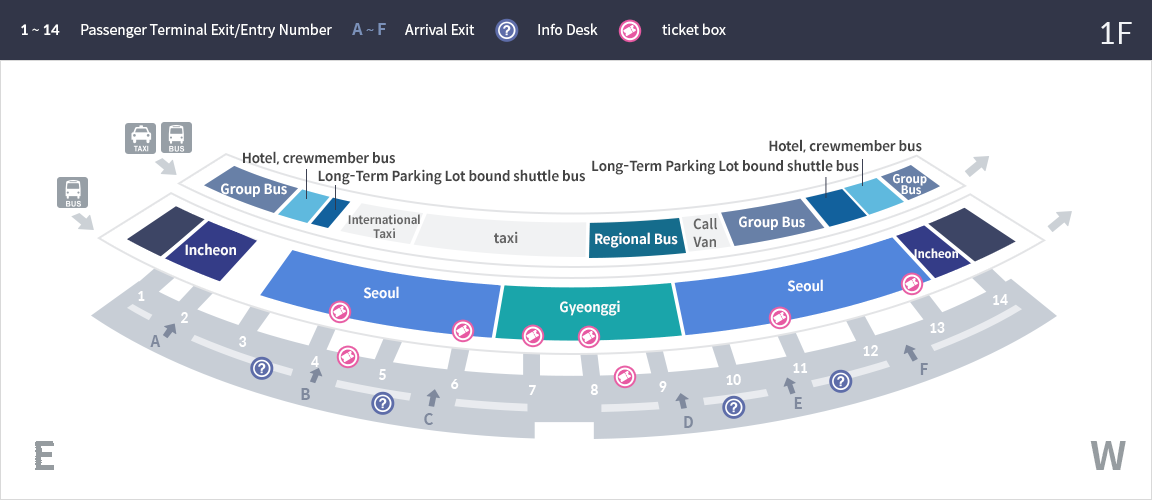 1 ~ 14 Passenger Terminal Exit/Entry Number A ~ F Arrival Exit Info Desk ticket box 1F
TAXI BUS
Hotel, crewmember bus
Long-Term Parking Lot bound shuttle bus
Hotel, crewmember bus
Long-Term Parking Lot bound shuttle bus
BUS
Group Bus
International
Taxi
taxi
Regional Bus
Call
Van
Group Bus
Group
Bus
Incheon
Seoul
Gyeonggi
Seoul
Incheon
1
2
3
4
5
6
7
8
9
10
11
12
13
14
A
B
C
D
E
F
E
W